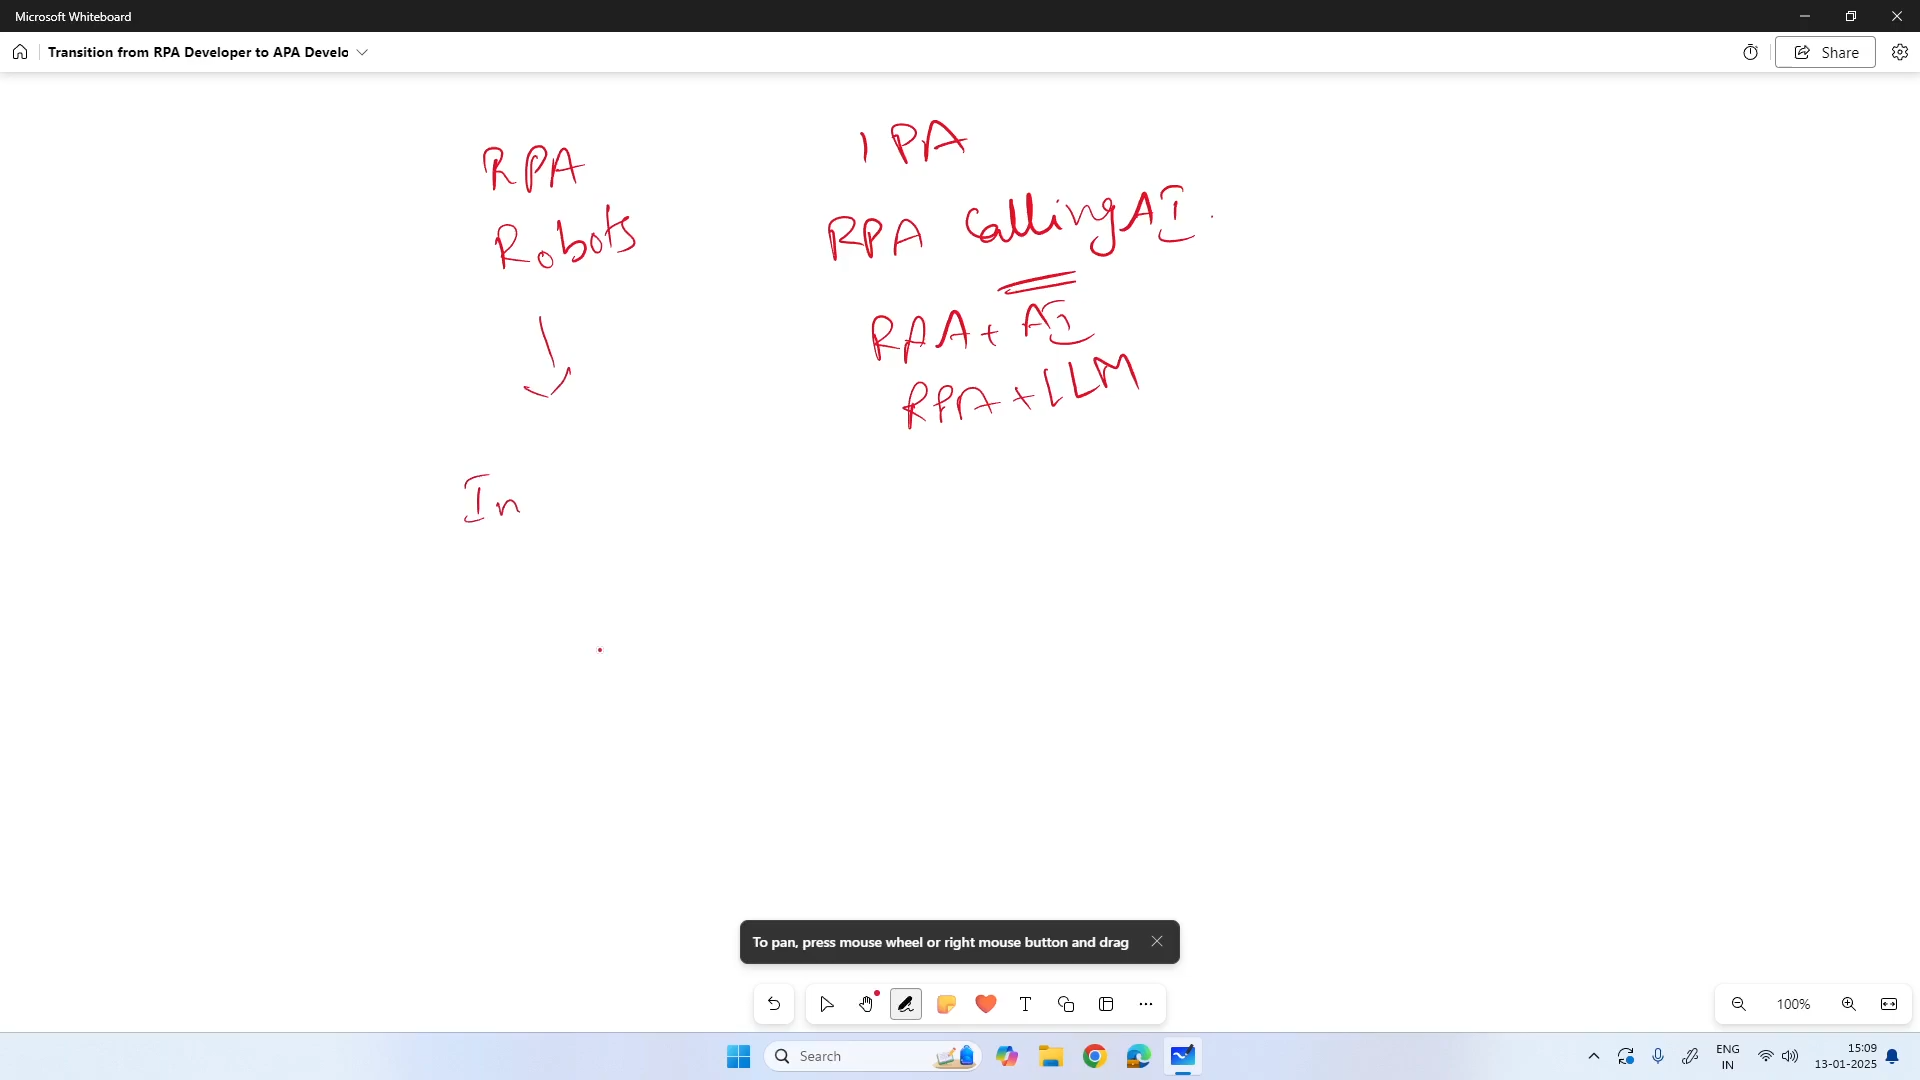 Microsoft Whiteboard
Transition from RPA Developer to APA Develo
Share
RPA
Robots
In
IPA
RPA calling AI
RPA + AI
RPA + LLM
To pan, press mouse wheel or right mouse button and drag
100%
Search
ENG
IN
15:09
13-01-2025